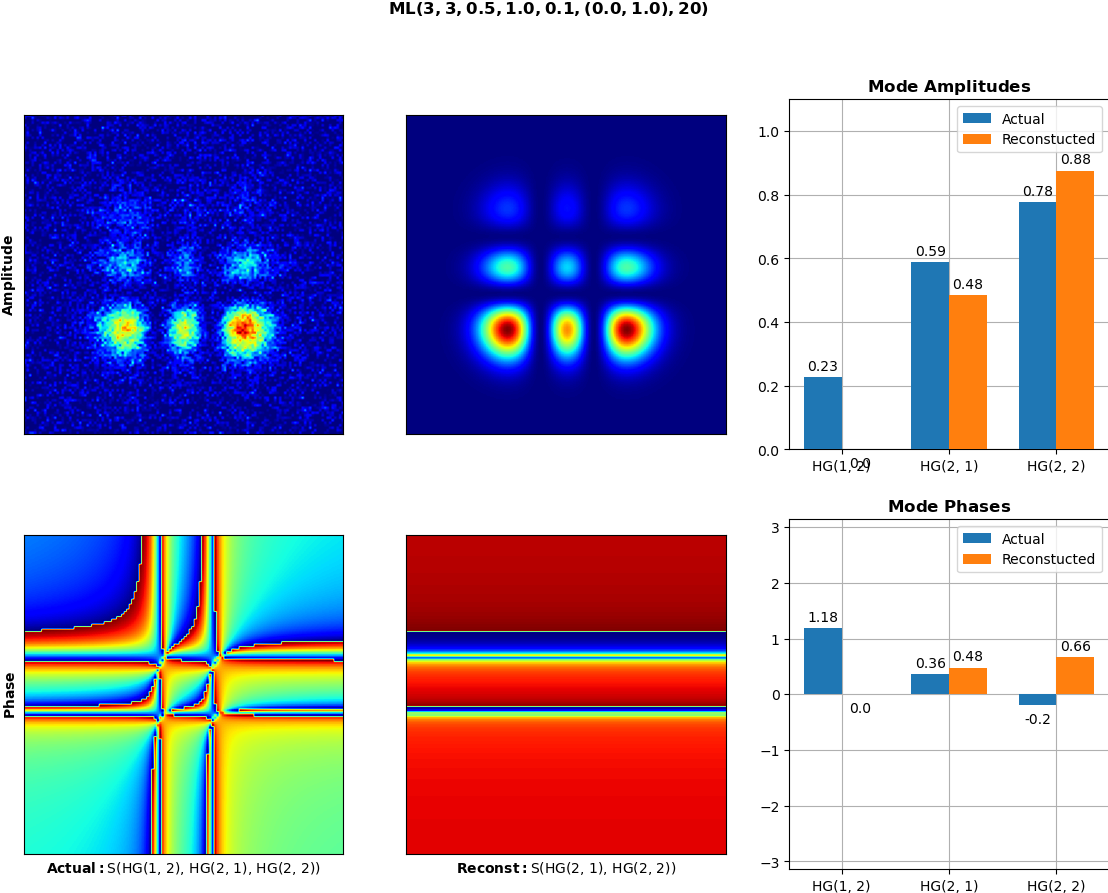 ML(3, 3, 0.5, 1.0, 0.1, (0.0, 1.0), 20)
Amplitude
Mode Amplitudes
Actual
Reconstucted
1.0
0.8
0.6
0.4
0.2
0.0
0.23
0.0
0.59
0.48
0.78
0.88
HG(1, 2)
HG(2, 1)
HG(2, 2)
Phase
Actual: S(HG(1, 2), HG(2, 1), HG(2, 2))
Reconst: S(HG(2, 1), HG(2, 2))
Mode Phases
Actual
Reconstucted
3
2
1
0
−1
−2
−3
1.18
0.0
0.36
0.48
-0.2
0.66
HG(1, 2)
HG(2, 1)
HG(2, 2)